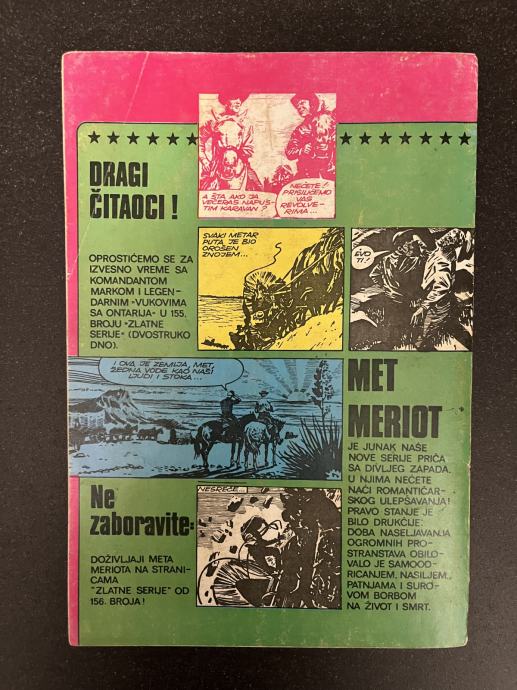 DRAGI
ČITAOCI!
A ŠTA AKO JA
VEČERAS NAPUS-
TIM KARAVAN?
NEĆETE!
PRISILIĆEMO
VAS
REVOLVE-
RIMA...
OPROSTIĆEMO SE ZA
IZVESNO VREME SA
KOMANDANTOM
MARKOM I LEGEN-
DARNIM »VUKOVIMA
SA ONTARIJA« U 155.
BROJU »ZLATNE
SERIJE« (DVOSTRUKO
DNO).
SVAKI METAR
PUTA JE BIO
OROŠEN
ZNOJEM...
EVO
TI!
I OVA JE ZEMLJA, MET,
ŽEDNA VODE KAO NAŠI
LJUDI I STOKA...
MET
MERIOT
JE JUNAK NAŠE
NOVE SERIJE PRIČA
SA DIVLJEG ZAPADA.
U NJIMA NEĆETE
NAĆI ROMANTIČAR-
SKOG ULEPŠAVANJA!
PRAVO STANJE JE
BILO DRUKČIJE:
DOBA NASELJAVANJA
OGROMNIH PRO-
STRANSTAVA OBILO-
VALO JE SAMOOD-
RICANJEM, NASILJEM,
PATNJAMA I SURO-
VOM BORBOM
NA ŽIVOT I SMRT.
Ne
zaboravite:
NESREĆE...
DOŽIVLJAJI META
MERIOTA NA STRANI-
CAMA
"ZLATNE SERIJE" OD
156. BROJA!